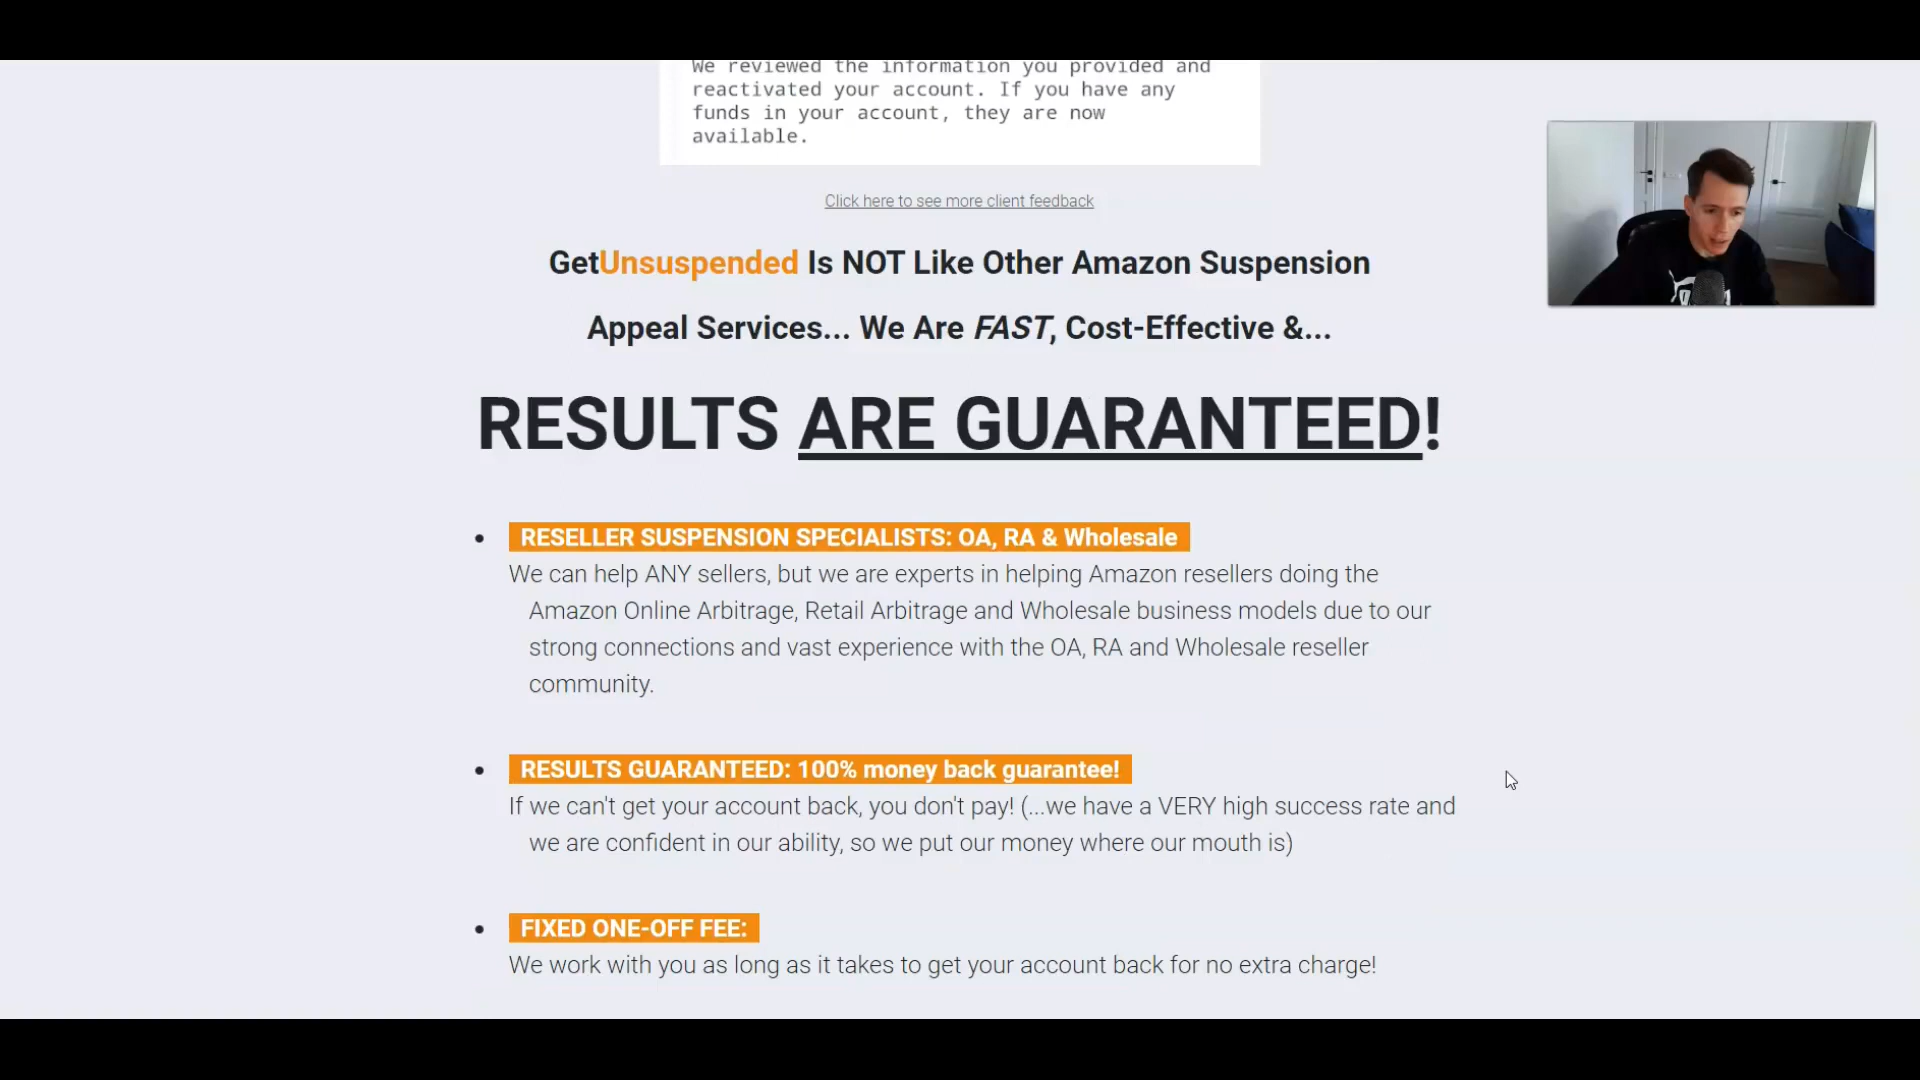 We reviewed the information you provided and
reactivated your account. If you have any
funds in your account, they are now
available.
Click here to see more client feedback
GetUnsuspended Is NOT Like Other Amazon Suspension
Appeal Services... We Are FAST, Cost-Effective &...
RESULTS ARE GUARANTEED!
• RESELLER SUSPENSION SPECIALISTS: OA, RA & Wholesale
We can help ANY sellers, but we are experts in helping Amazon resellers doing the
Amazon Online Arbitrage, Retail Arbitrage and Wholesale business models due to our
strong connections and vast experience with the OA, RA and Wholesale reseller
community.
• RESULTS GUARANTEED: 100% money back guarantee!
If we can't get your account back, you don't pay! (...we have a VERY high success rate and
we are confident in our ability, so we put our money where our mouth is)
• FIXED ONE-OFF FEE:
We work with you as long as it takes to get your account back for no extra charge!